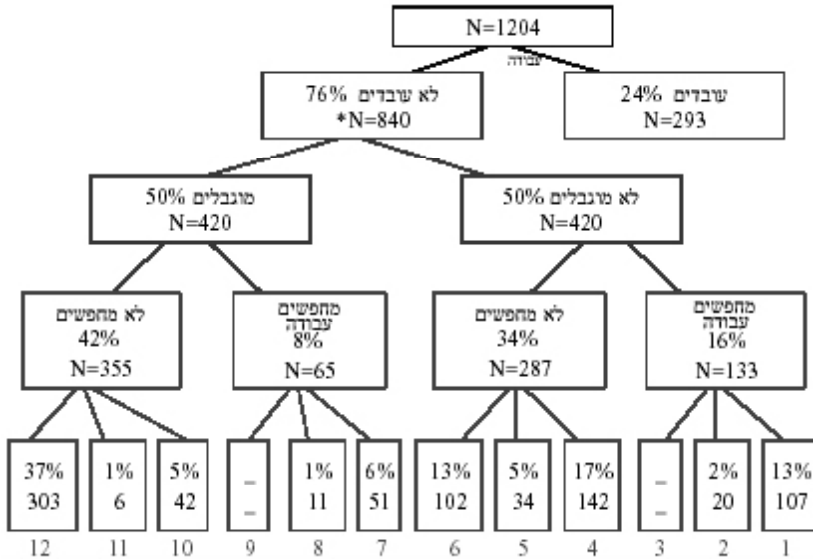 N=1204
עבודה
עובדים 24%
N=293
לא עובדים 76%
*N=840
לא מוגבלים 50%
N=420
מוגבלים 50%
N=420
מחפשים
עבודה
16%
N=133
לא מחפשים
34%
N=287
מחפשים
עבודה
8%
N=65
לא מחפשים
42%
N=355
13%
107
2%
20
_
_
17%
142
5%
34
13%
102
6%
51
1%
11
_
_
5%
42
1%
6
37%
303
1
2
3
4
5
6
7
8
9
10
11
12